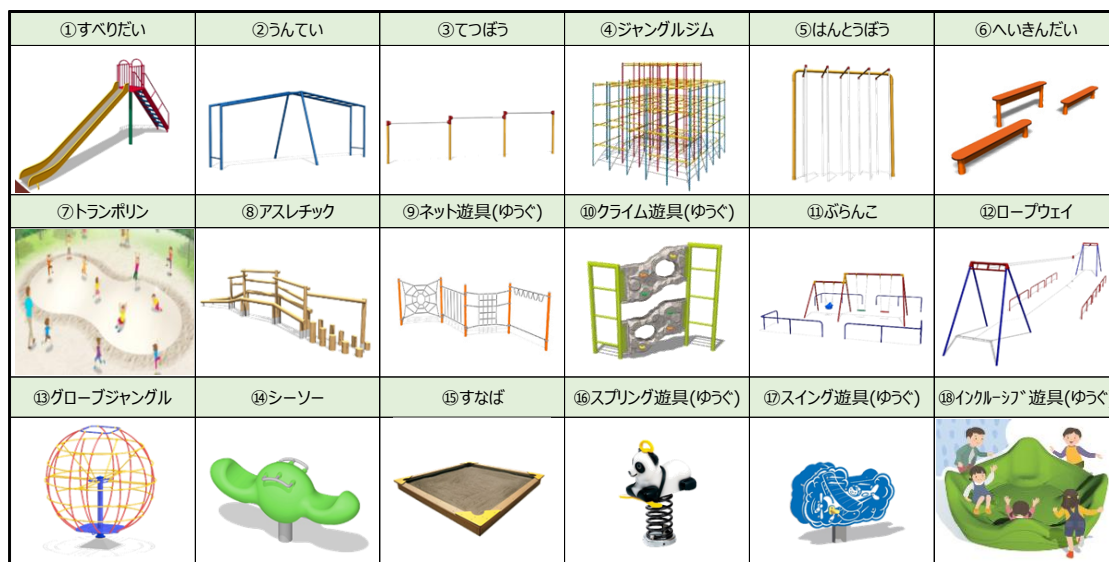 ①すべりだい
②うんてい
③てつぼう
④ジャングルジム
⑤はんとうぼう
⑥へいきんだい
⑦トランポリン
⑧アスレチック
⑨ネット遊具(ゆうぐ)
⑩クライム遊具(ゆうぐ)
⑪ぶらんこ
⑫ロープウェイ
⑬グローブジャングル
⑭シーソー
⑮すなば
⑯スプリング遊具(ゆうぐ)
⑰スイング遊具(ゆうぐ)
⑱インクルーシブ遊具(ゆうぐ